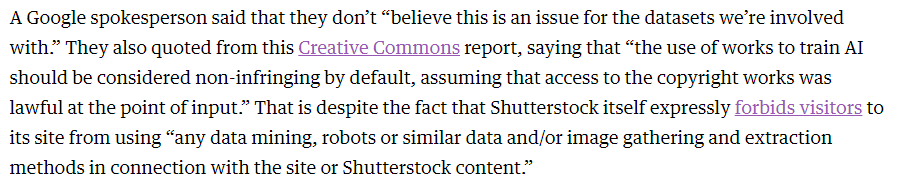 A Google spokesperson said that they don’t “believe this is an issue for the datasets we’re involved
with.” They also quoted from this Creative Commons report, saying that “the use of works to train AI
should be considered non-infringing by default, assuming that access to the copyright works was
lawful at the point of input.” That is despite the fact that Shutterstock itself expressly forbids visitors to
its site from using “any data mining, robots or similar data and/or image gathering and extraction
methods in connection with the site or Shutterstock content.”